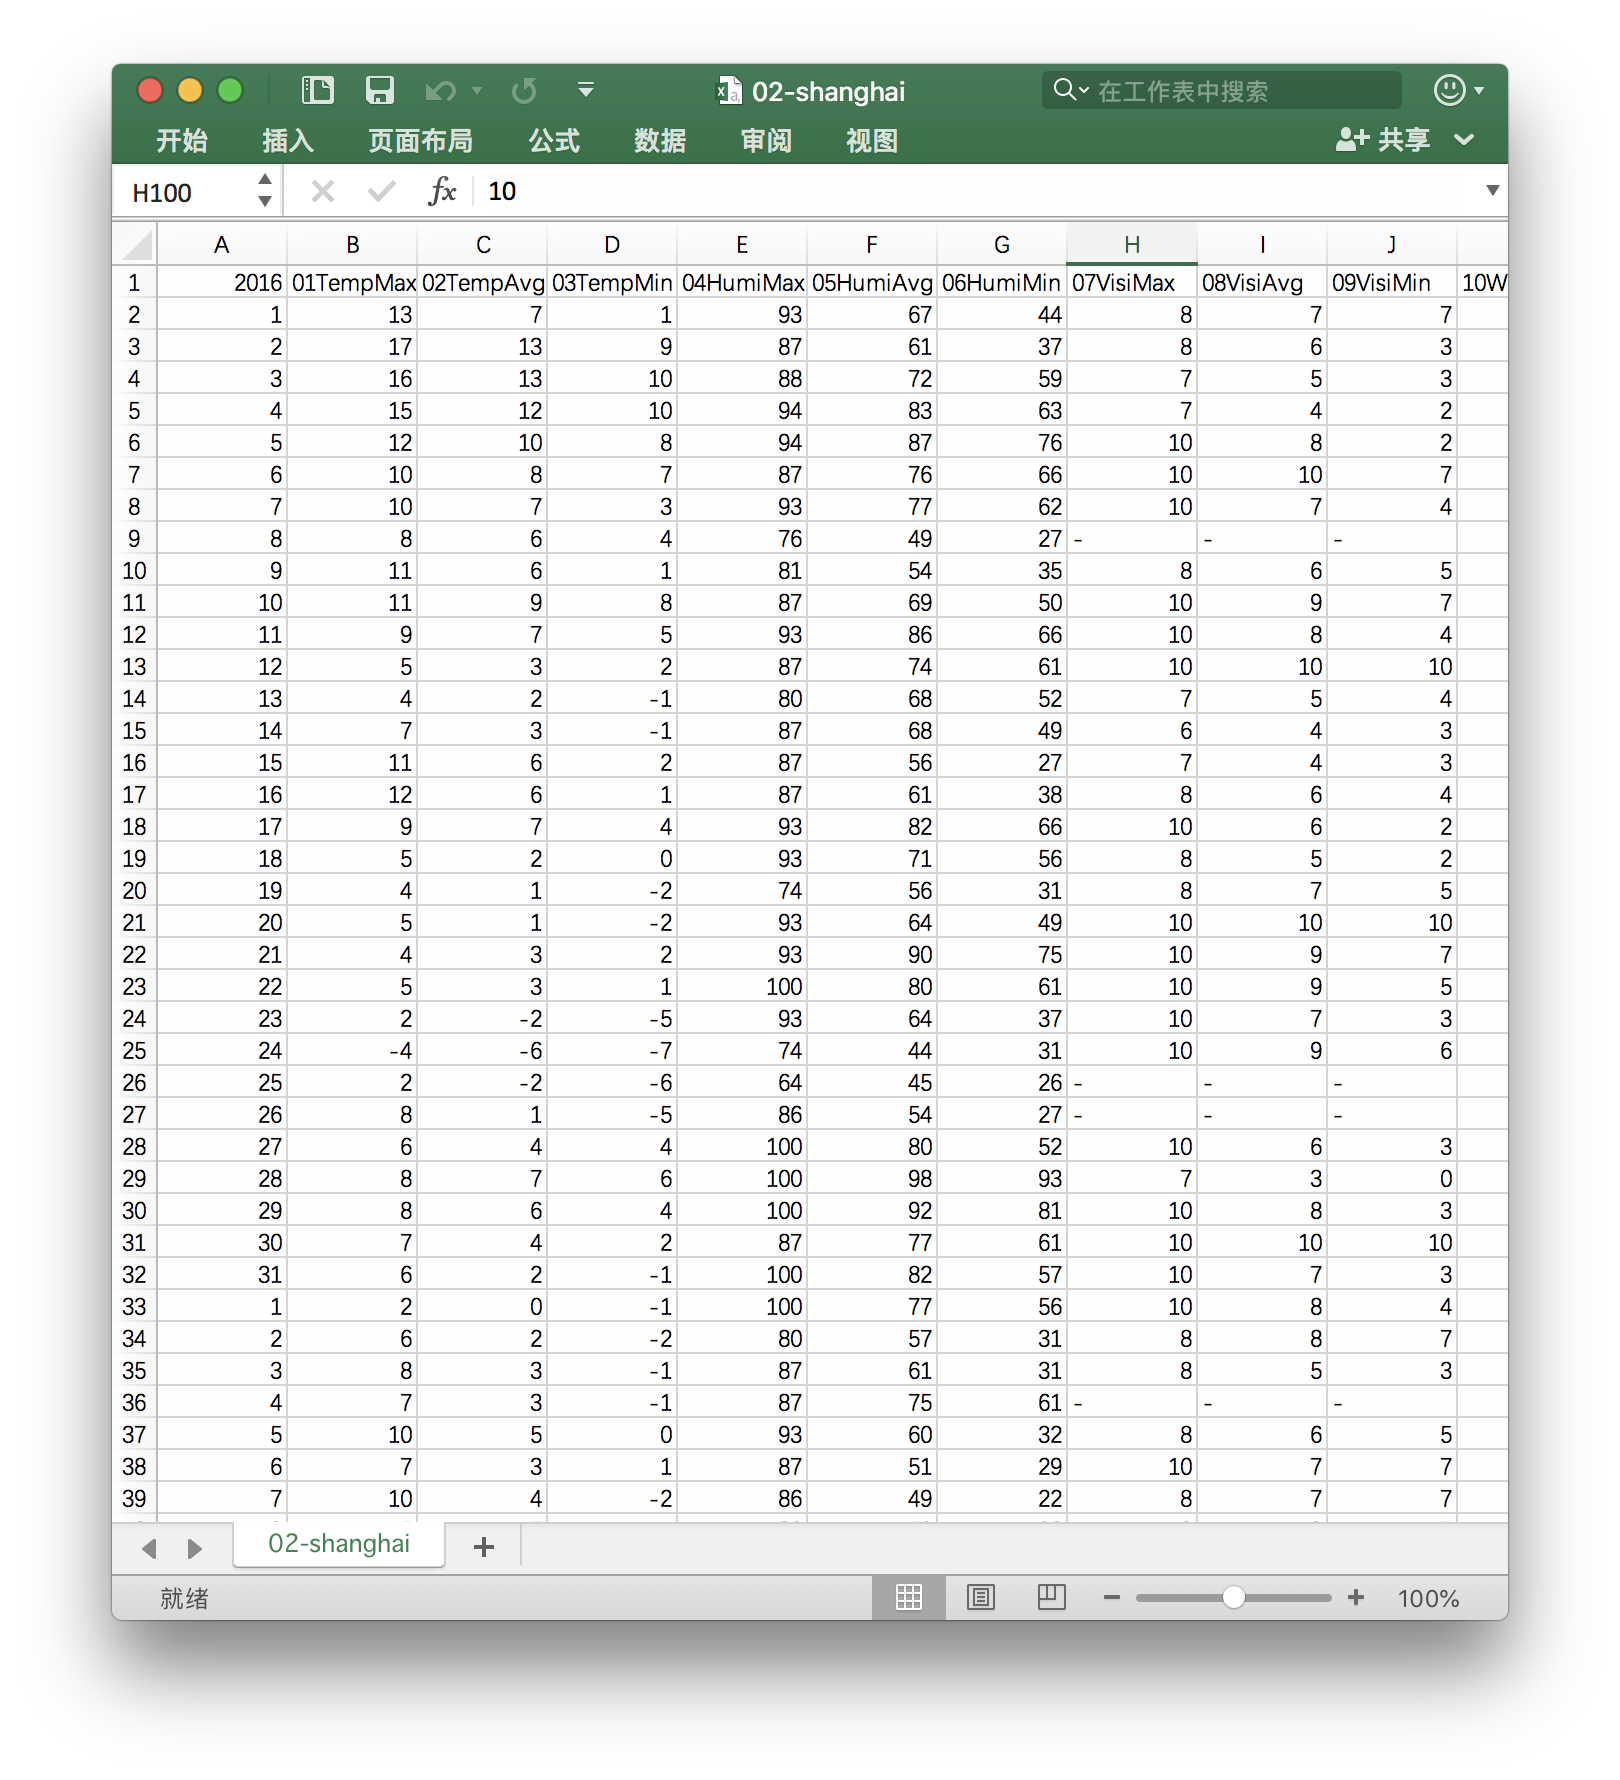 02-shanghai 在工作表中搜索
开始 插入 页面布局 公式 数据 审阅 视图 共享
H100 fx 10
A B C D E F G H I J
1 2016 01TempMax 02TempAvg 03TempMin 04HumiMax 05HumiAvg 06HumiMin 07VisiMax 08VisiAvg 09VisiMin 10W
2 1 13 7 1 93 67 44 8 7 7
3 2 17 13 9 87 61 37 8 6 3
4 3 16 13 10 88 72 59 7 5 3
5 4 15 12 10 94 83 63 7 4 2
6 5 12 10 8 94 87 76 10 8 2
7 6 10 8 7 87 76 66 10 10 7
8 7 10 7 3 93 77 62 10 7 4
9 8 8 6 4 76 49 27 - - -
10 9 11 6 1 81 54 35 8 6 5
11 10 11 9 8 87 69 50 10 9 7
12 11 9 7 5 93 86 66 10 8 4
13 12 5 3 2 87 74 61 10 10 10
14 13 4 2 -1 80 68 52 7 5 4
15 14 7 3 -1 87 68 49 6 4 3
16 15 11 6 2 87 56 27 7 4 3
17 16 12 6 1 87 61 38 8 6 4
18 17 9 7 4 93 82 66 10 6 2
19 18 5 2 0 93 71 56 8 5 2
20 19 4 1 -2 74 56 31 8 7 5
21 20 5 1 -2 93 64 49 10 10 10
22 21 4 3 2 93 90 75 10 9 7
23 22 5 3 1 100 80 61 10 9 5
24 23 2 -2 -5 93 64 37 10 7 3
25 24 -4 -6 -7 74 44 31 10 9 6
26 25 2 -2 -6 64 45 26 - - -
27 26 8 1 -5 86 54 27 - - -
28 27 6 4 4 100 80 52 10 6 3
29 28 8 7 6 100 98 93 7 3 0
30 29 8 6 4 100 92 81 10 8 3
31 30 7 4 2 87 77 61 10 10 10
32 31 6 2 -1 100 82 57 10 7 3
33 1 2 0 -1 100 77 56 10 8 4
34 2 6 2 -2 80 57 31 8 8 7
35 3 8 3 -1 87 61 31 8 5 3
36 4 7 3 -1 87 75 61 - - -
37 5 10 5 0 93 60 32 8 6 5
38 6 7 3 1 87 51 29 10 7 7
39 7 10 4 -2 86 49 22 8 7 7
02-shanghai +
就绪 100%